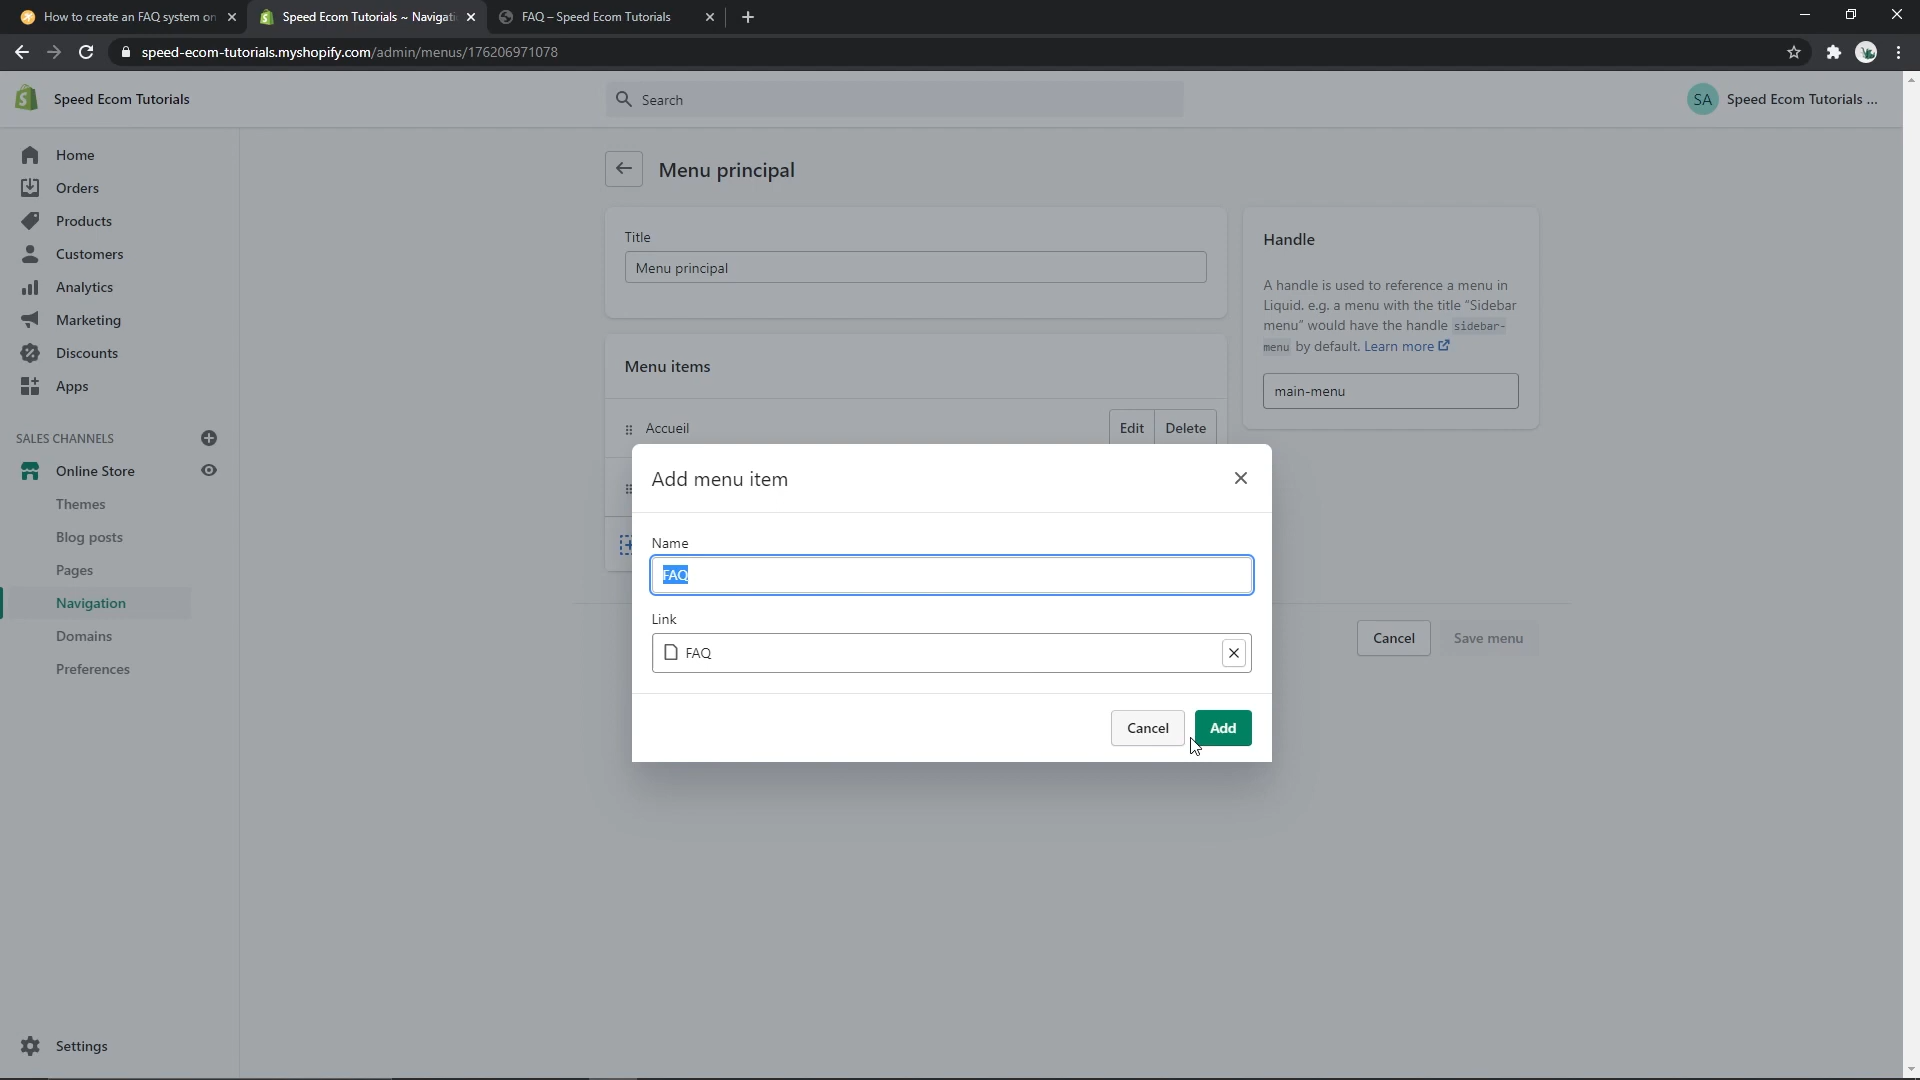 How to create an FAQ system on
Speed Ecom Tutorials ~ Navigati
FAQ – Speed Ecom Tutorials
speed-ecom-tutorials.myshopify.com/admin/menus/176206971078
Speed Ecom Tutorials
Search
SA
Speed Ecom Tutorials ...
Home
Orders
Products
Customers
Analytics
Marketing
Discounts
Apps
SALES CHANNELS
Online Store
Themes
Blog posts
Pages
Navigation
Domains
Preferences
Settings
Menu principal
Title
Menu principal
Menu items
Accueil
Edit
Delete
Handle
A handle is used to reference a menu in
Liquid. e.g. a menu with the title "Sidebar
menu" would have the handle sidebar-
menu by default. Learn more
main-menu
Add menu item
Name
FAQ
Link
FAQ
Cancel
Add
Cancel
Save menu